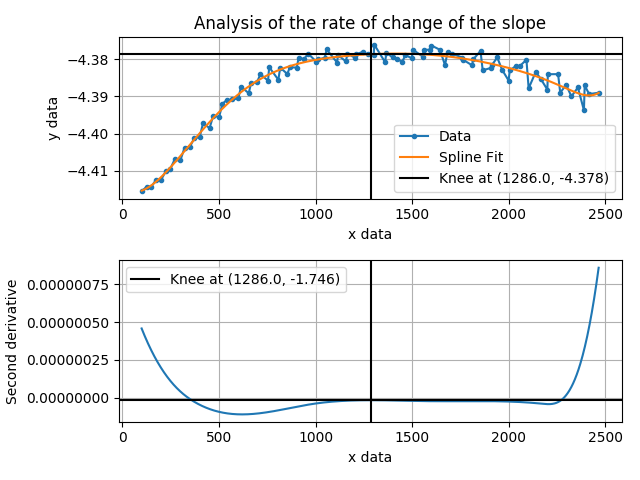 Analysis of the rate of change of the slope
−4.38
−4.39
−4.40
−4.41
y data
Data
Spline Fit
Knee at (1286.0, -4.378)
0 500 1000 1500 2000 2500
x data
Knee at (1286.0, -1.746)
0.00000075
0.00000050
0.00000025
0.00000000
Second derivative
0 500 1000 1500 2000 2500
x data